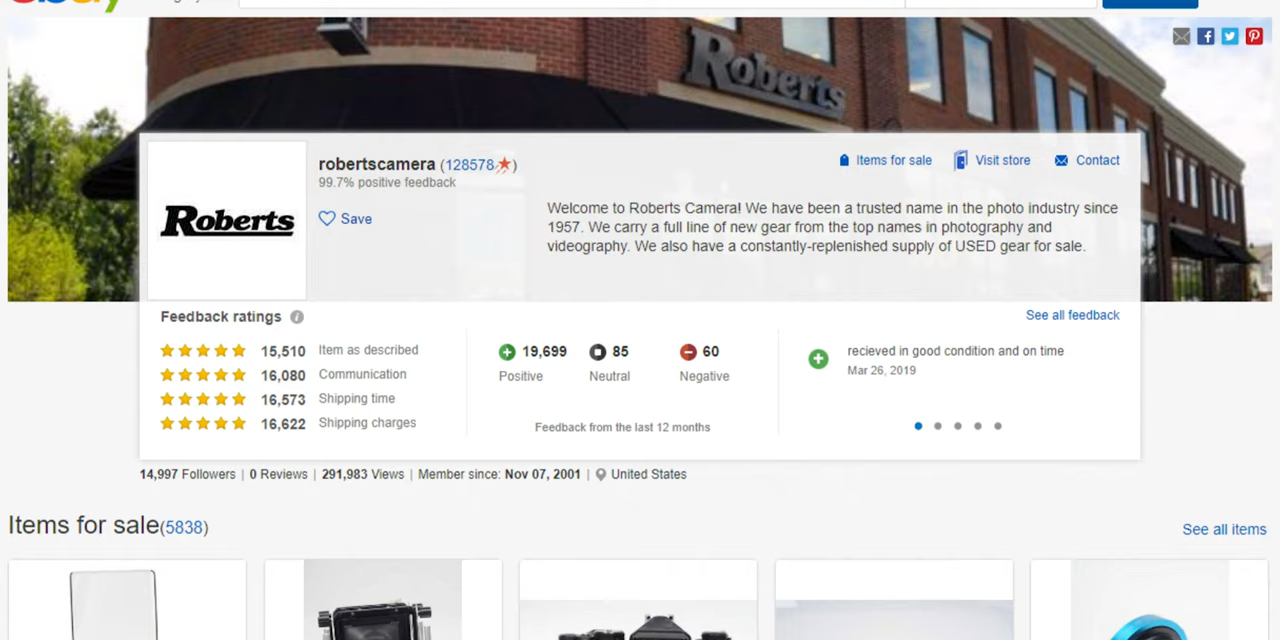 Roberts
robertscamera (128578)
99.7% positive feedback
Save
Items for sale
Visit store
Contact
Roberts
Welcome to Roberts Camera! We have been a trusted name in the photo industry since
1957. We carry a full line of new gear from the top names in photography and
videography. We also have a constantly-replenished supply of USED gear for sale.
Feedback ratings
See all feedback
15,510 Item as described
16,080 Communication
16,573 Shipping time
16,622 Shipping charges
19,699 85 60
Positive Neutral Negative
Feedback from the last 12 months
recieved in good condition and on time
Mar 26, 2019
14,997 Followers | 0 Reviews | 291,983 Views | Member since: Nov 07, 2001 | United States
Items for sale(5838)
See all items